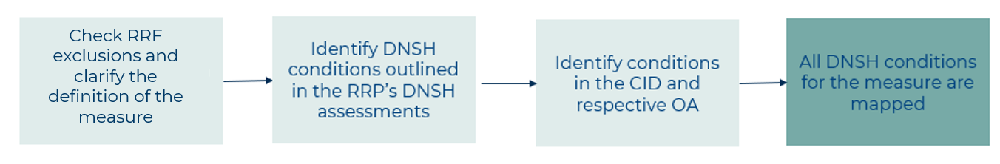 Check RRF
exclusions and
clarify the
definition of the
measure
Identify DNSH
conditions outlined
in the RRP's DNSH
assessments
Identify conditions
in the CID and
respective OA
All DNSH conditions
for the measure are
mapped